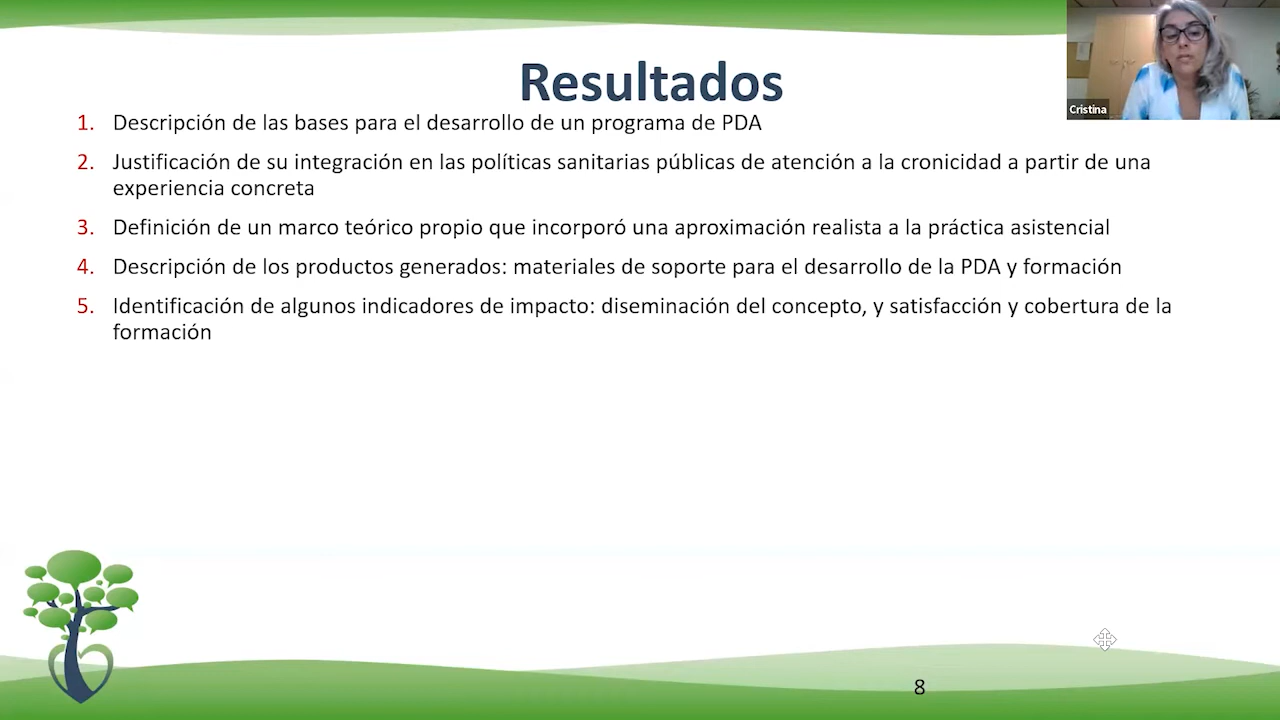 Resultados
Cristina
1. Descripción de las bases para el desarrollo de un programa de PDA
2. Justificación de su integración en las políticas sanitarias públicas de atención a la cronicidad a partir de una
experiencia concreta
3. Definición de un marco teórico propio que incorporó una aproximación realista a la práctica asistencial
4. Descripción de los productos generados: materiales de soporte para el desarrollo de la PDA y formación
5. Identificación de algunos indicadores de impacto: diseminación del concepto, y satisfacción y cobertura de la
formación
8